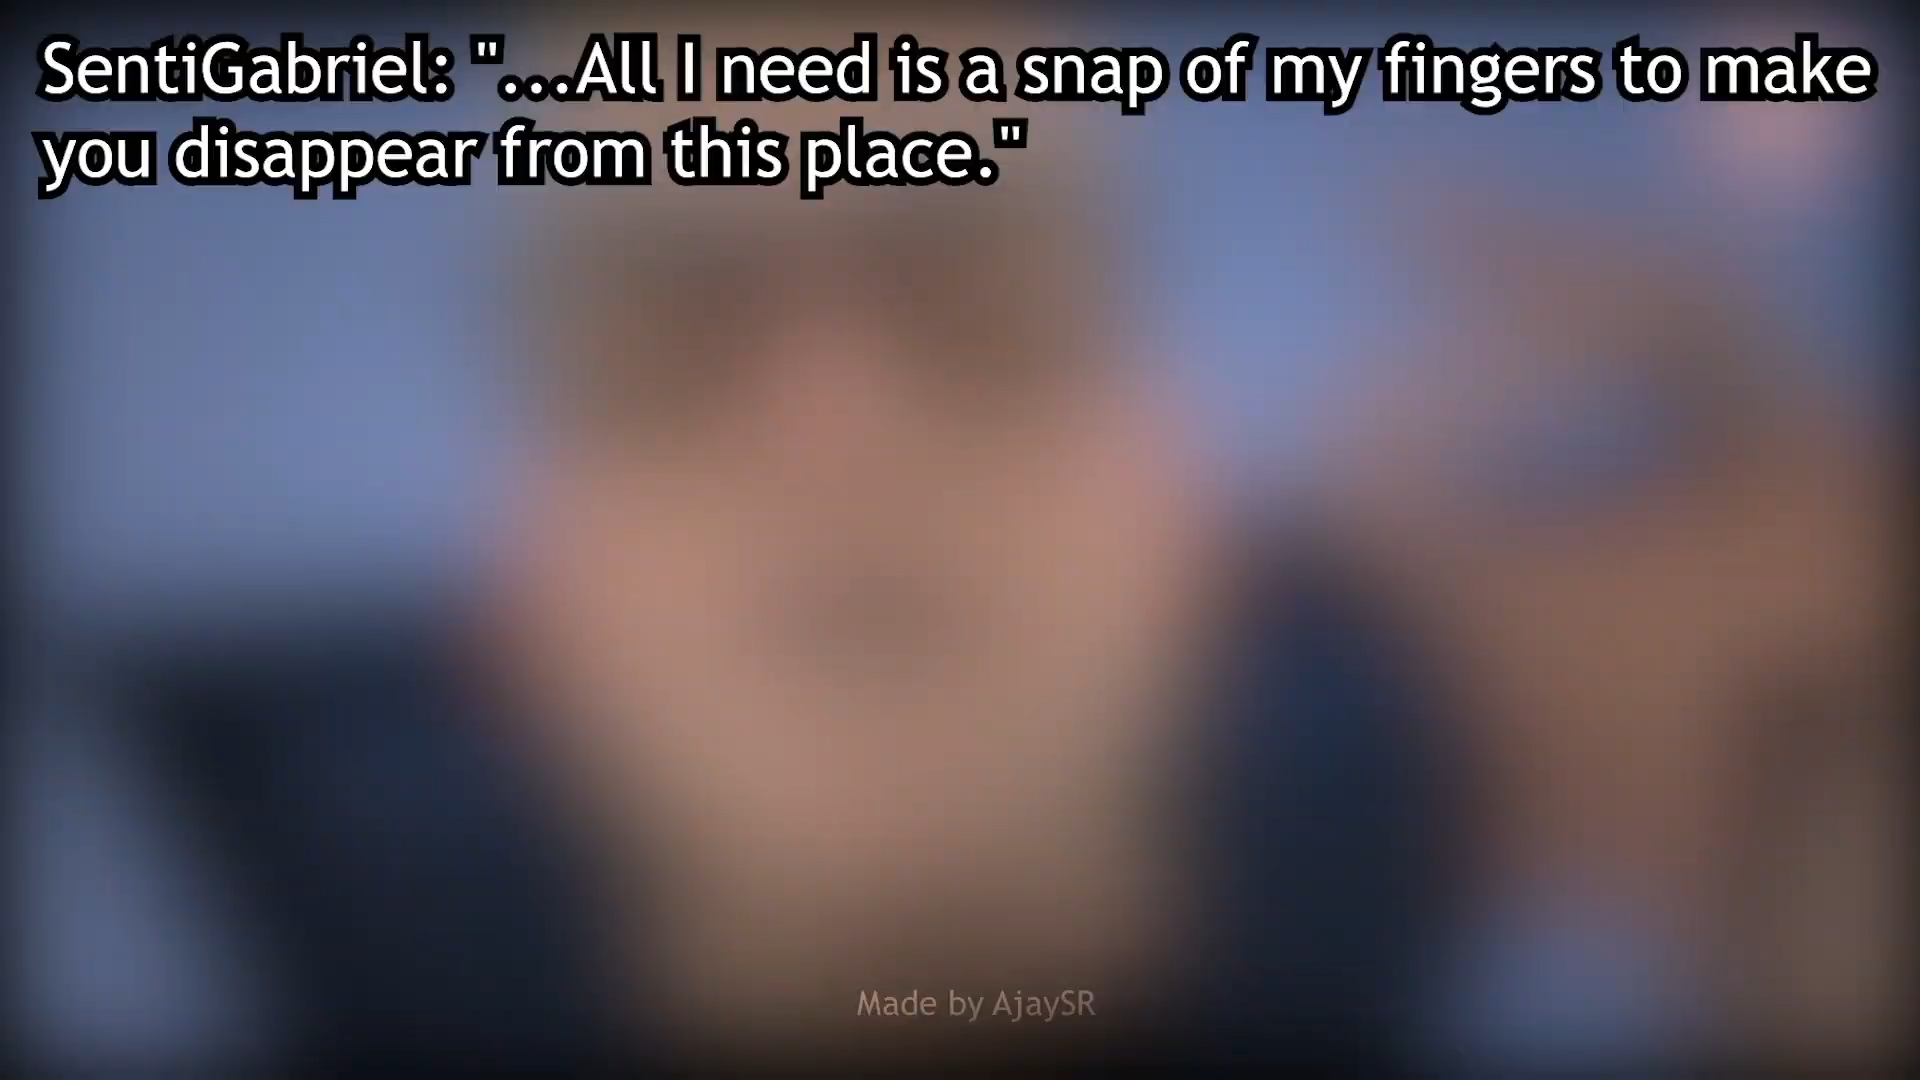 SentiGabriel: "...All I need is a snap of my fingers to make
you disappear from this place."
Made by AjaySR